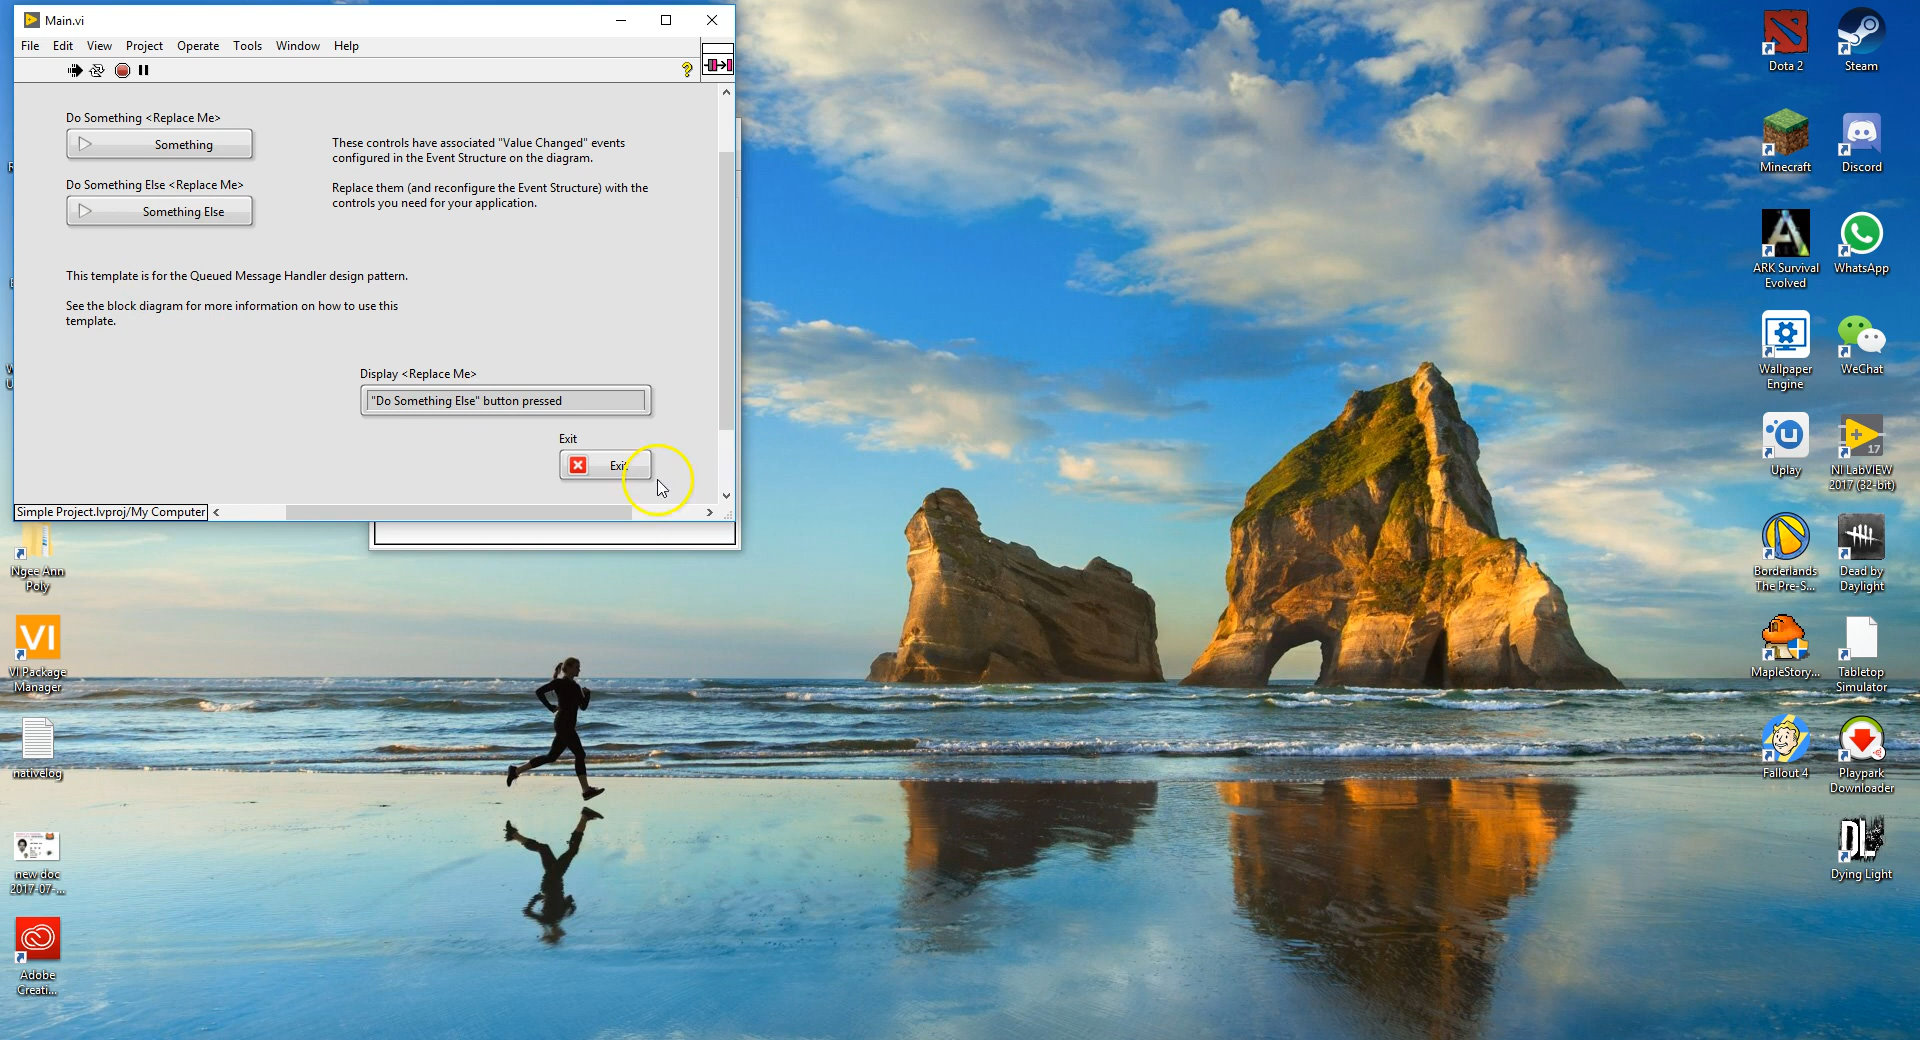 Main.vi
File Edit View Project Operate Tools Window Help
Do Something <Replace Me>
Something
Do Something Else <Replace Me>
Something Else
These controls have associated "Value Changed" events
configured in the Event Structure on the diagram.
Replace them (and reconfigure the Event Structure) with the
controls you need for your application.
This template is for the Queued Message Handler design pattern.
See the block diagram for more information on how to use this
template.
Display <Replace Me>
"Do Something Else" button pressed
Exit
Exit
Simple Project.lvproj/My Computer
Ngee Ann
Poly
VI
VI Package
Manager
nativelog
new doc
2017-07-...
Adobe
Creati...
Dota 2
Steam
Minecraft
Discord
ARK Survival
Evolved
WhatsApp
Wallpaper
Engine
WeChat
Uplay
17
NI LabVIEW
2017 (32-bit)
Borderlands
The Pre-S...
Dead by
Daylight
MapleStory...
Tabletop
Simulator
Fallout 4
Playpark
Downloader
DL
Dying Light